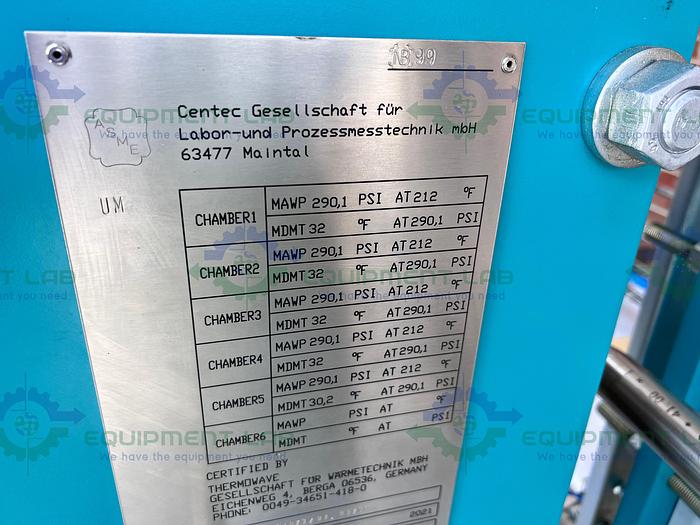 1899
ASME
UM
Centec Gesellschaft für
Labor-und Prozessmesstechnik mbH
63477 Maintal
CHAMBER1 MAWP 290,1 PSI AT 212 °F
MDMT 32 °F AT 290,1 PSI
CHAMBER2 MAWP 290,1 PSI AT 212 °F
MDMT 32 °F AT 290,1 PSI
CHAMBER3 MAWP 290,1 PSI AT 212 °F
MDMT 32 °F AT 290,1 PSI
CHAMBER4 MAWP 290,1 PSI AT 212 °F
MDMT 32 °F AT 290,1 PSI
CHAMBER5 MAWP 290,1 PSI AT 212 °F
MDMT 30,2 °F AT 290,1 PSI
CHAMBER6 MAWP PSI AT °F
MDMT °F AT PSI
CERTIFIED BY
THERMOWAVE
GESELLSCHAFT FÜR WÄRMETECHNIK MBH
EICHENWEG 4, BERGA 06536, GERMANY
PHONE: 0049-34651-418-0
2021
EQUIPMENT LAB
We have the equipment you need